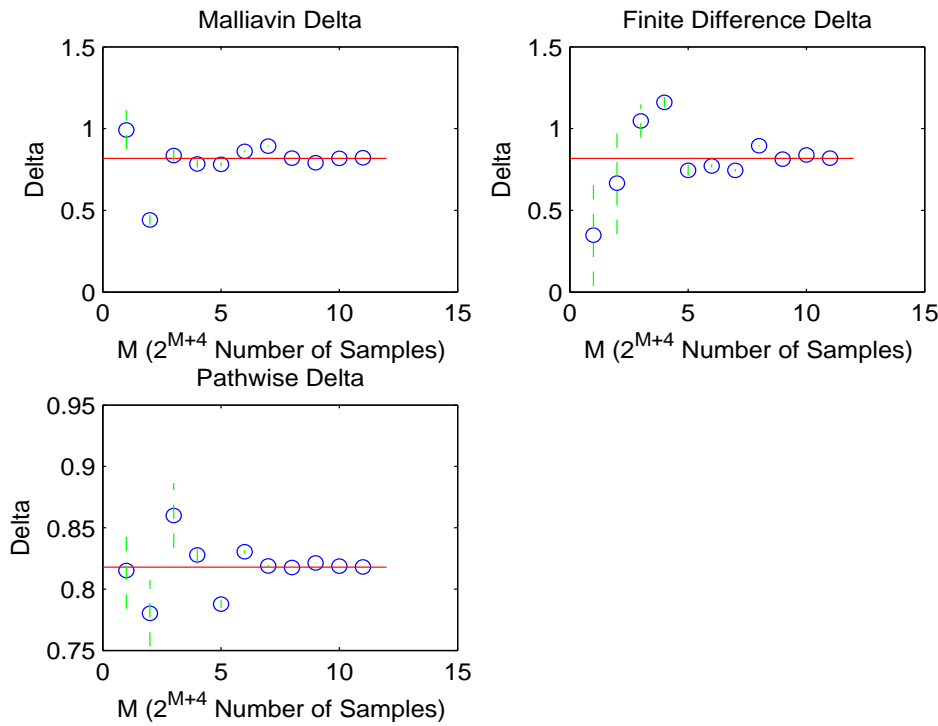 Malliavin Delta
1.5
1
0.5
0
Delta
0 5 10 15
M (2^{M+4} Number of Samples)
Finite Difference Delta
1.5
1
0.5
0
Delta
0 5 10 15
M (2^{M+4} Number of Samples)
Pathwise Delta
0.95
0.9
0.85
0.8
0.75
Delta
0 5 10 15
M (2^{M+4} Number of Samples)